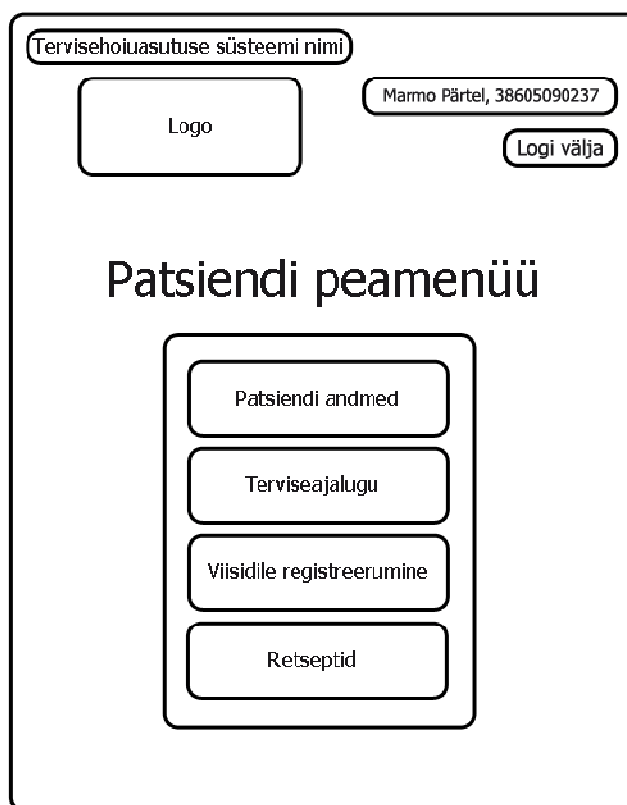 Tervisehoiuasutuse süsteemi nimi
Logo
Marmo Pärtel, 38605090237
Logi välja
Patsiendi peamenüü
Patsiendi andmed
Terviseajalugu
Viisidile registreerumine
Retseptid